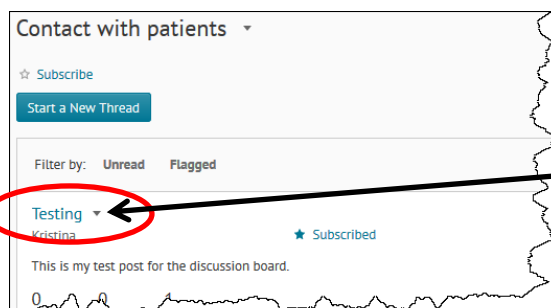 Contact with patients
Subscribe
Start a New Thread
Filter by: Unread Flagged
Testing
Kristina
Subscribed
This is my test post for the discussion board.
0 0 1